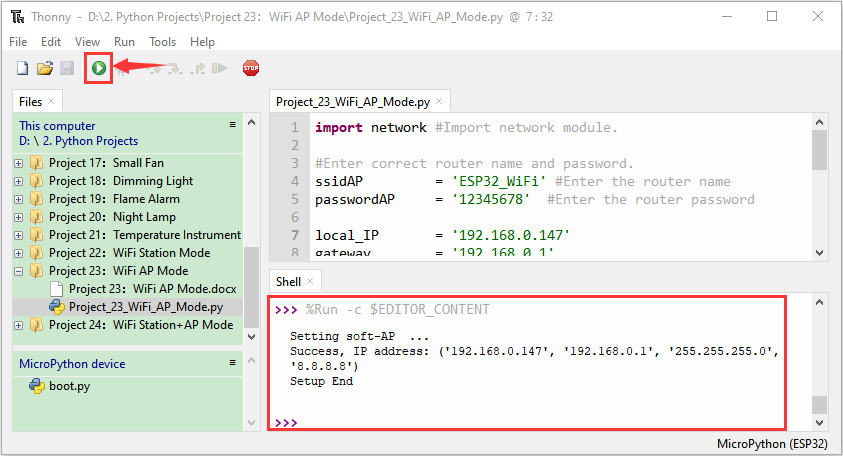 Thonny - D:\2. Python Projects\Project 23: WiFi AP Mode\Project_23_WiFi_AP_Mode.py @ 7 : 32
File Edit View Run Tools Help
STOP
Files
This computer
D: \ 2. Python Projects
Project 17: Small Fan
Project 18: Dimming Light
Project 19: Flame Alarm
Project 20: Night Lamp
Project 21: Temperature Instrument
Project 22: WiFi Station Mode
Project 23: WiFi AP Mode
Project 23: WiFi AP Mode.docx
Project_23_WiFi_AP_Mode.py
Project 24: WiFi Station+AP Mode
MicroPython device
boot.py
Project_23_WiFi_AP_Mode.py
1 import network #Import network module.
2
3 #Enter correct router name and password.
4 ssidAP = 'ESP32_WiFi' #Enter the router name
5 passwordAP = '12345678' #Enter the router password
6
7 local_IP = '192.168.0.147'
8 gateway = '192.168.0.1'
Shell
>>> %Run -c $EDITOR_CONTENT
Setting soft-AP ...
Success, IP address: ('192.168.0.147', '192.168.0.1', '255.255.255.0',
'8.8.8.8')
Setup End
>>>
MicroPython (ESP32)